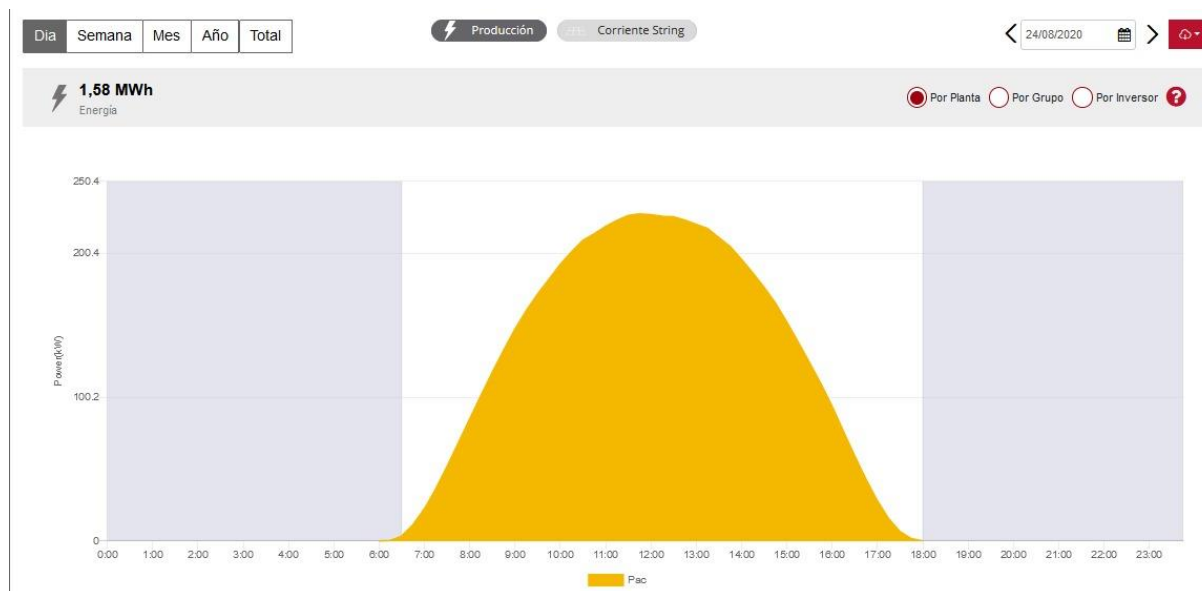 Dia Semana Mes Año Total Producción Corriente String 24/08/2020
1,58 MWh
Energía
Por Planta Por Grupo Por Inversor ?
250.4
200.4
100.2
0
Power(kW)
0:00 1:00 2:00 3:00 4:00 5:00 6:00 7:00 8:00 9:00 10:00 11:00 12:00 13:00 14:00 15:00 16:00 17:00 18:00 19:00 20:00 21:00 22:00 23:00
Pac